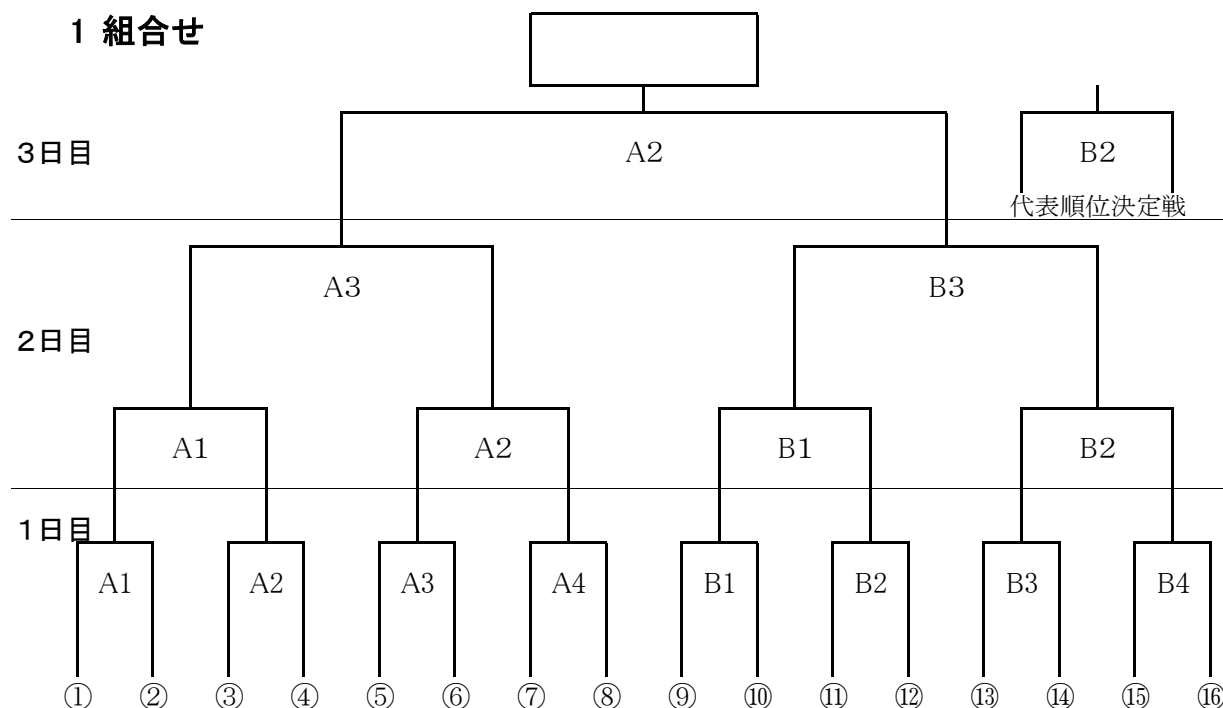 1 組合せ
3日目
A2
B2
代表順位決定戦
A3
B3
2日目
A1
A2
B1
B2
1日目
A1
A2
A3
A4
B1
B2
B3
B4
① ② ③ ④ ⑤ ⑥ ⑦ ⑧ ⑨ ⑩ ⑪ ⑫ ⑬ ⑭ ⑮ ⑯